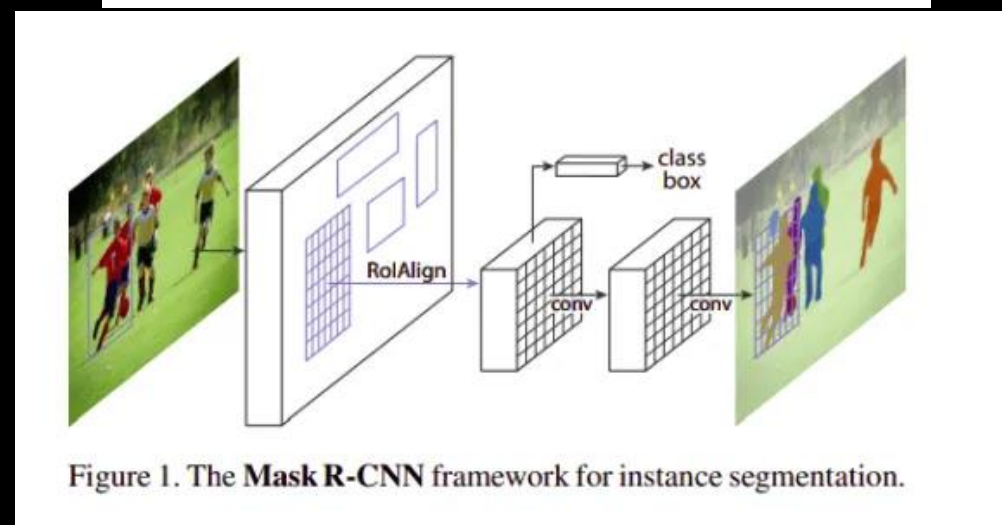 class
box
RoIAlign
conv
conv
Figure 1. The Mask R-CNN framework for instance segmentation.